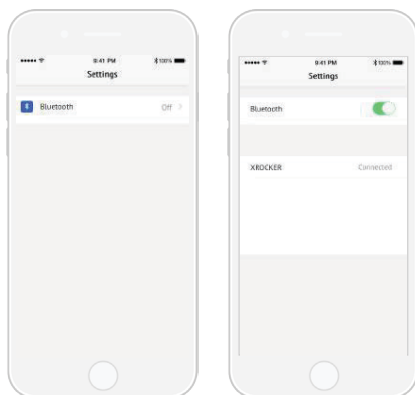 9:41 PM
100%
Settings
Bluetooth
Off
9:41 PM
100%
Settings
Bluetooth
XROCKER
Connected